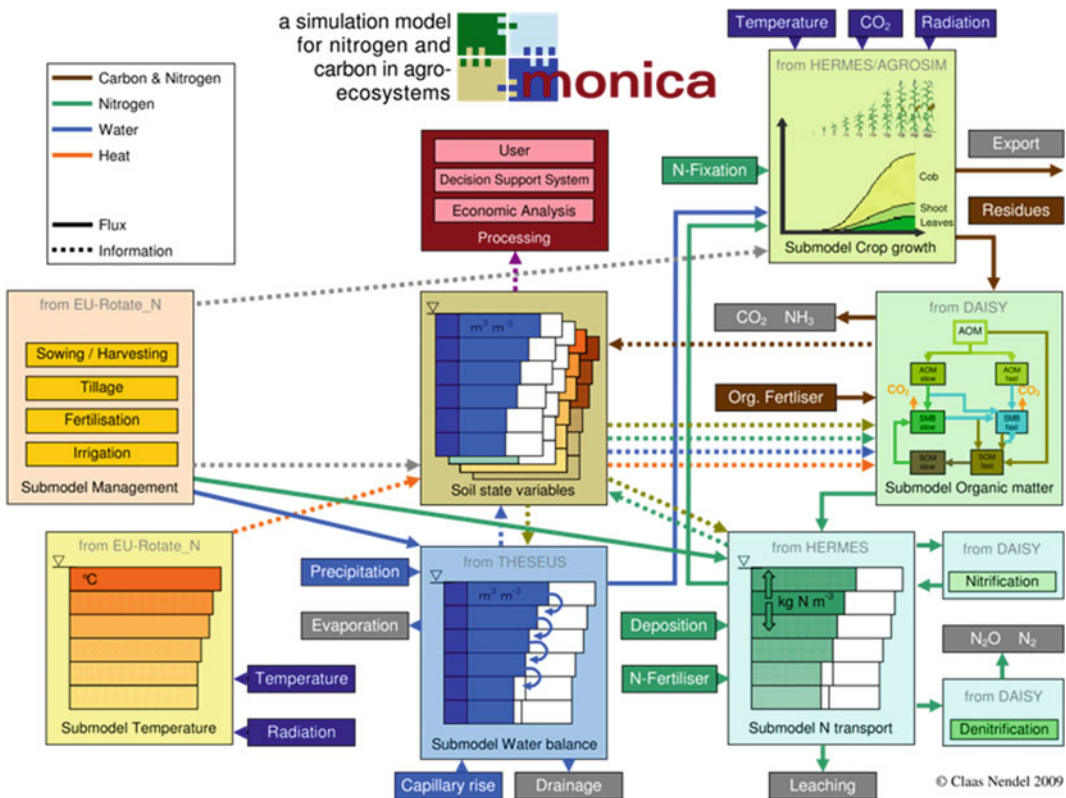 a simulation model
for nitrogen and
carbon in agro-
ecosystems
monica
Carbon & Nitrogen
Nitrogen
Water
Heat
Flux
Information
User
Decision Support System
Economic Analysis
Processing
Temperature
CO₂
Radiation
from HERMES/AGROSIM
Cob
Shoot
Leaves
Submodel Crop growth
N-Fixation
Export
Residues
from EU-Rotate_N
Sowing / Harvesting
Tillage
Fertilisation
Irrigation
Submodel Management
m³ m⁻³
Soil state variables
CO₂ NH₃
Org. Fertliser
from DAISY
AOM
AOM
slow
AOM
fast
CO₂
CO₂
SMB
slow
SMB
fast
SOM
slow
SOM
fast
Submodel Organic matter
from EU-Rotate_N
°C
Submodel Temperature
Temperature
Radiation
Precipitation
Evaporation
from THESEUS
m³ m⁻³
Submodel Water balance
Capillary rise
Drainage
Deposition
N-Fertiliser
from HERMES
kg N m⁻³
Submodel N transport
Leaching
from DAISY
Nitrification
N₂O N₂
from DAISY
Denitrification
© Claas Nendel 2009